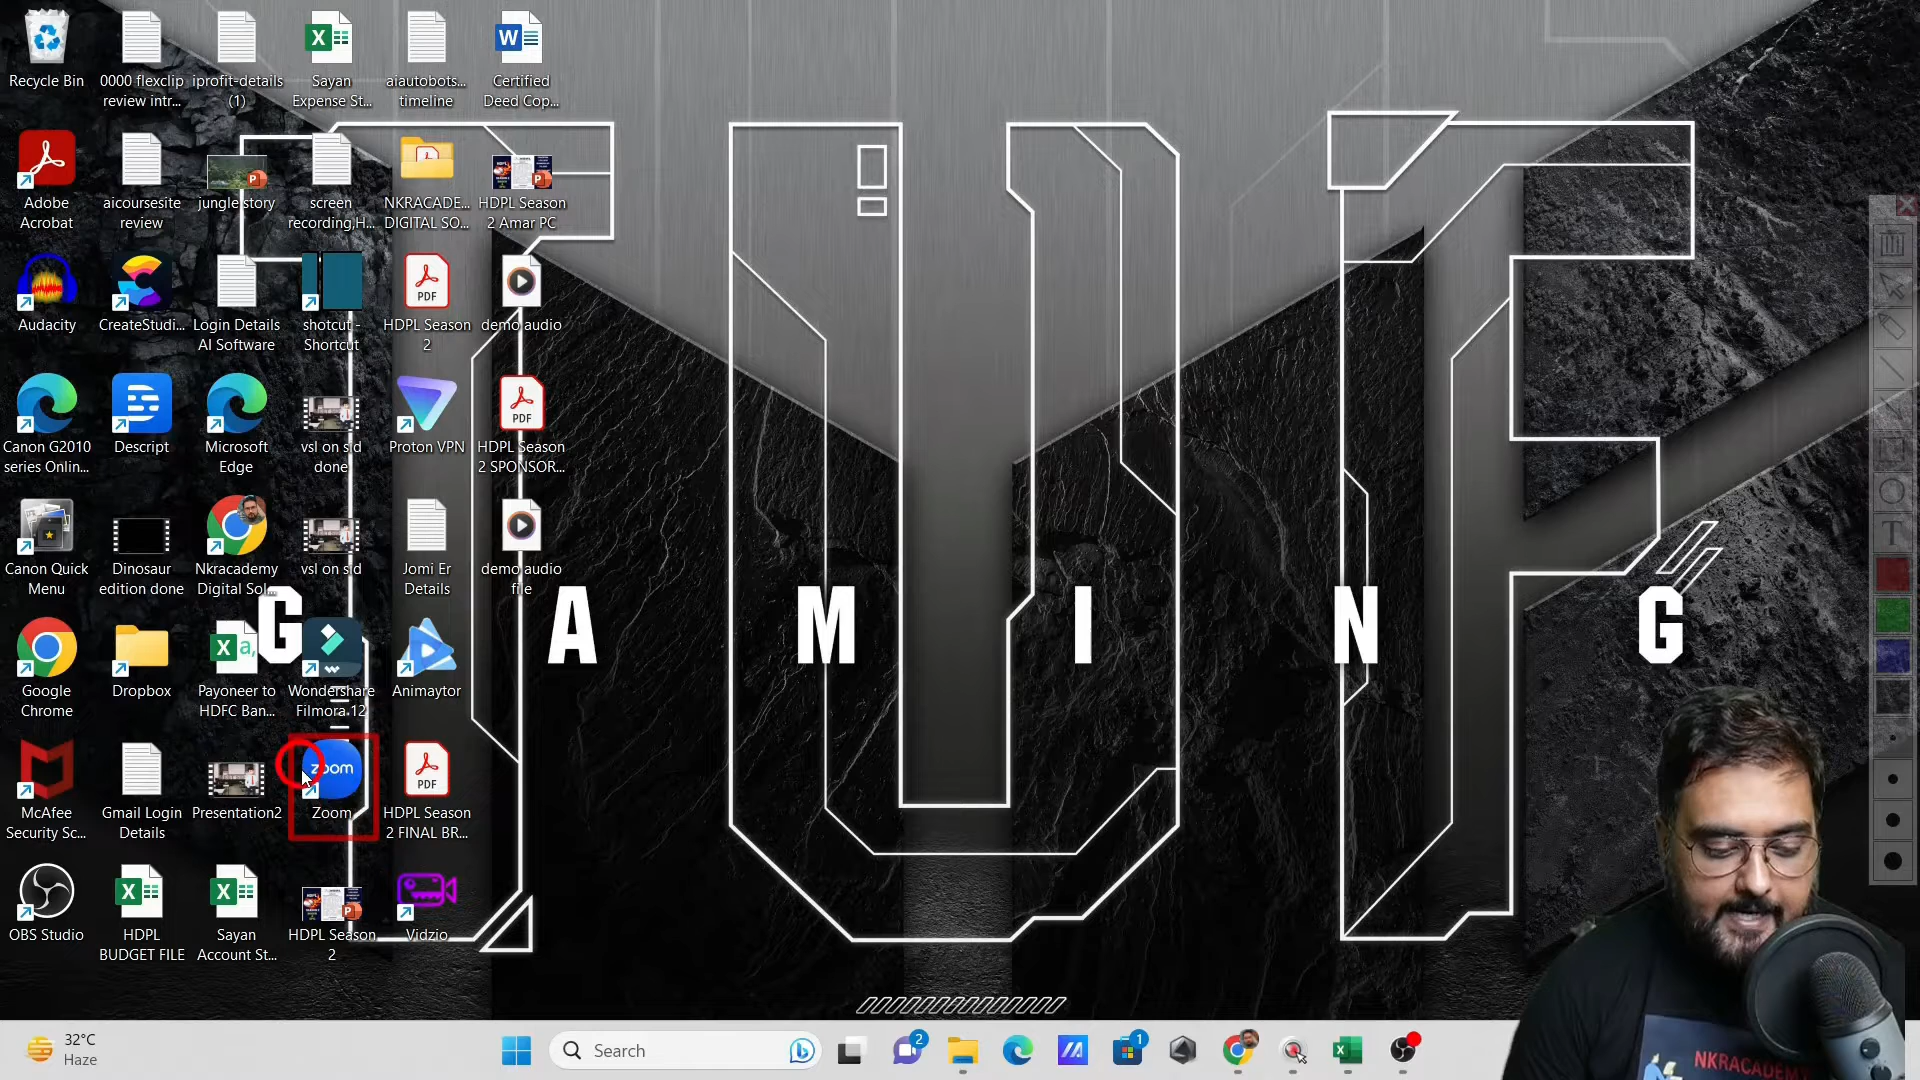 Recycle Bin
0000 flexclip
review intr...
iprofit-details
(1)
Sayan
Expense St...
aiautobots...
timeline
Certified
Deed Cop...
Adobe
Acrobat
aicoursesite
review
jungle story
screen
recording,H...
NKRACADE...
DIGITAL SO...
HDPL Season
2 Amar PC
Audacity
CreateStudi...
Login Details
AI Software
shotcut -
Shortcut
PDF
HDPL Season
2
demo audio
Canon G2010
series Onlin...
Descript
Microsoft
Edge
vsl on sid
done
Proton VPN
PDF
HDPL Season
2 SPONSOR...
Canon Quick
Menu
Dinosaur
edition done
Nkracademy
Digital Sol...
vsl on sid
Jomi Er
Details
demo audio
file
G A M I N G
Google
Chrome
Dropbox
Payoneer to
HDFC Ban...
Wondershare
Filmora 12
Animaytor
McAfee
Security Sc...
Gmail Login
Details
Presentation2
zoom
Zoom
PDF
HDPL Season
2 FINAL BR...
OBS Studio
HDPL
BUDGET FILE
Sayan
Account St...
HDPL Season
2
Vidzio
T
NKRACADEMY
32°C
Haze
Search
2
1